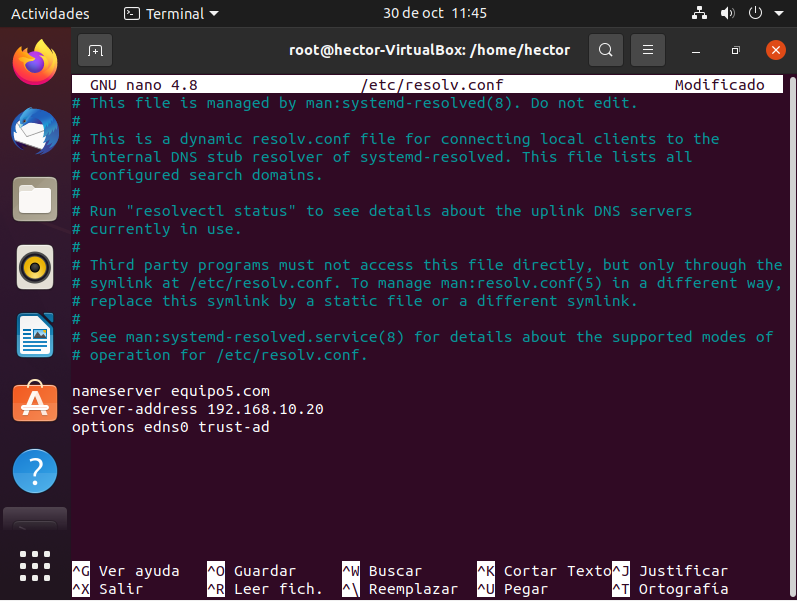 Actividades Terminal 30 de oct 11:45
root@hector-VirtualBox: /home/hector
GNU nano 4.8 /etc/resolv.conf Modificado
# This file is managed by man:systemd-resolved(8). Do not edit.
#
# This is a dynamic resolv.conf file for connecting local clients to the
# internal DNS stub resolver of systemd-resolved. This file lists all
# configured search domains.
#
# Run "resolvectl status" to see details about the uplink DNS servers
# currently in use.
#
# Third party programs must not access this file directly, but only through the
# symlink at /etc/resolv.conf. To manage man:resolv.conf(5) in a different way,
# replace this symlink by a static file or a different symlink.
#
# See man:systemd-resolved.service(8) for details about the supported modes of
# operation for /etc/resolv.conf.
nameserver equipo5.com
server-address 192.168.10.20
options edns0 trust-ad
^G Ver ayuda ^O Guardar ^W Buscar ^K Cortar Texto ^J Justificar
^X Salir ^R Leer fich. ^\ Reemplazar ^U Pegar ^T Ortografía